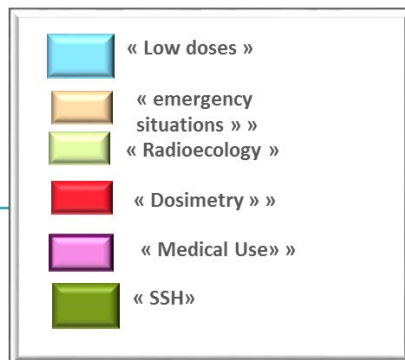 « Low doses »
« emergency
situations » »
« Radioecology »
« Dosimetry » »
« Medical Use» »
« SSH»